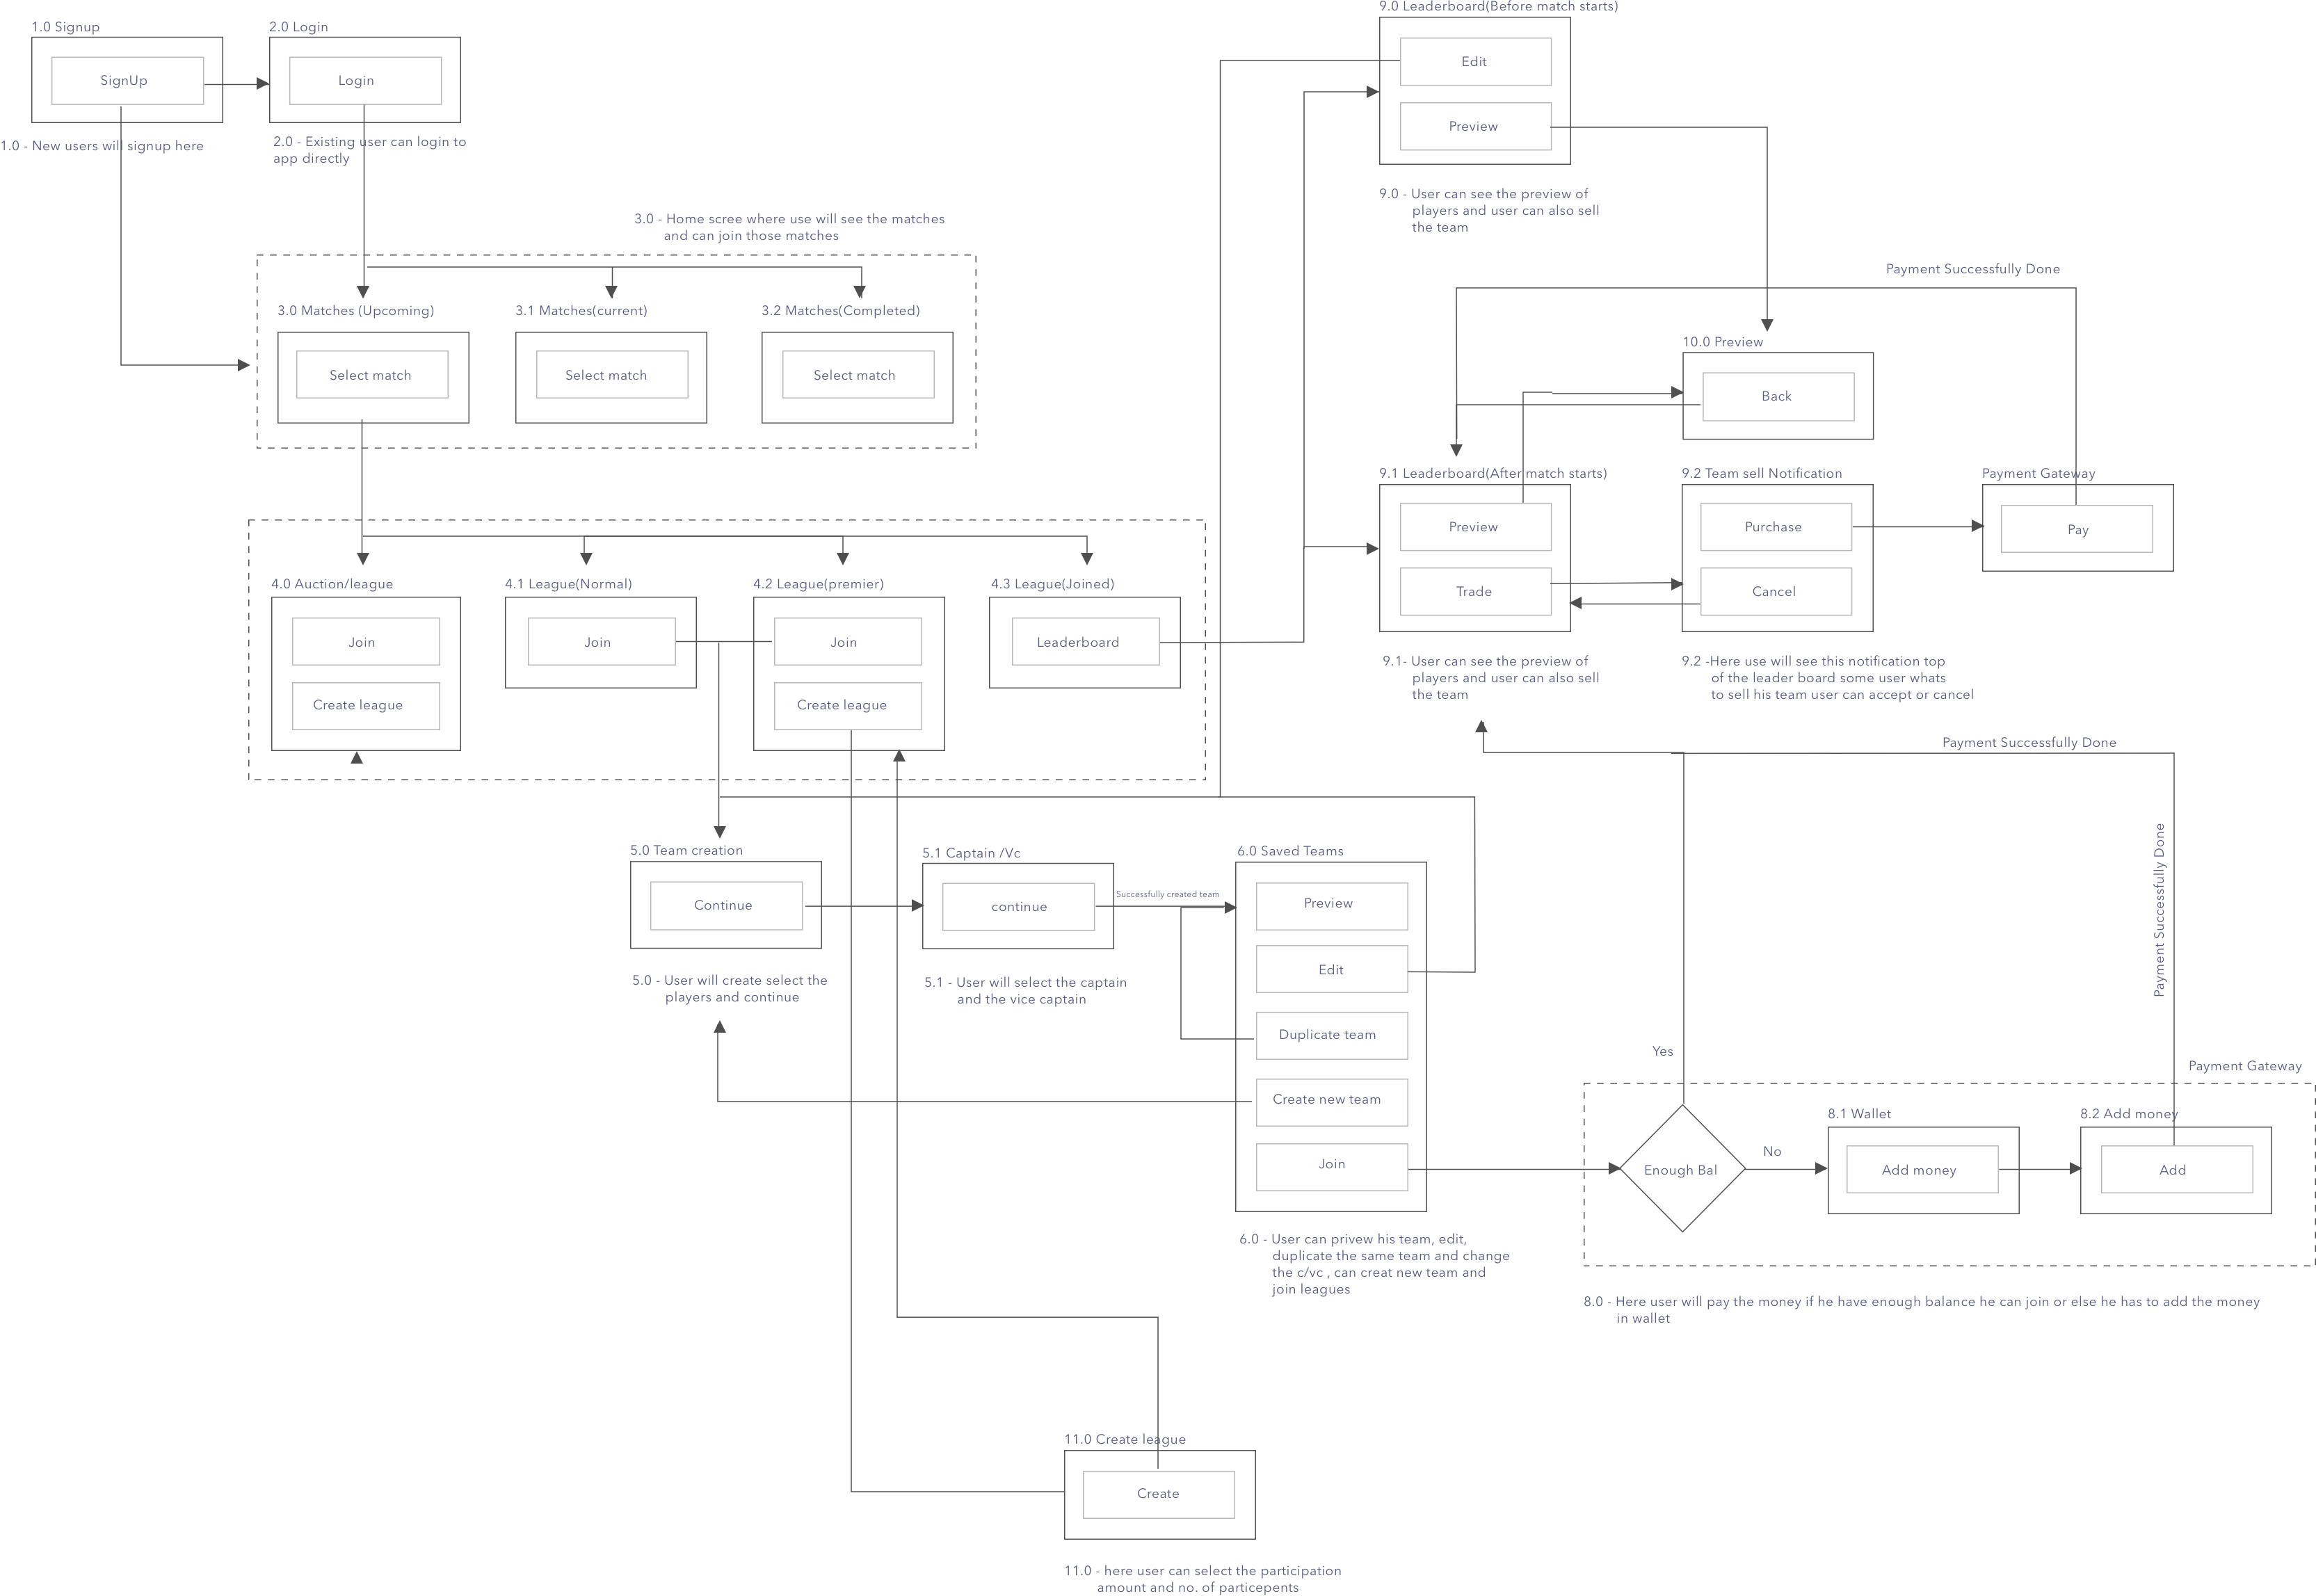 1.0 Signup
SignUp
1.0 - New users will signup here
2.0 Login
Login
2.0 - Existing user can login to
app directly
3.0 - Home scree where use will see the matches
and can join those matches
3.0 Matches (Upcoming)
Select match
3.1 Matches(current)
Select match
3.2 Matches(Completed)
Select match
4.0 Auction/league
Join
Create league
4.1 League(Normal)
Join
4.2 League(premier)
Join
Create league
4.3 League(Joined)
Leaderboard
9.0 Leaderboard(Before match starts)
Edit
Preview
9.0 - User can see the preview of
players and user can also sell
the team
Payment Successfully Done
10.0 Preview
Back
9.1 Leaderboard(After match starts)
Preview
Trade
9.1- User can see the preview of
players and user can also sell
the team
9.2 Team sell Notification
Purchase
Cancel
9.2 -Here use will see this notification top
of the leader board some user whats
to sell his team user can accept or cancel
Payment Gateway
Pay
Payment Successfully Done
5.0 Team creation
Continue
5.0 - User will create select the
players and continue
5.1 Captain /Vc
continue
5.1 - User will select the captain
and the vice captain
Successfully created team
6.0 Saved Teams
Preview
Edit
Duplicate team
Create new team
Join
6.0 - User can privew his team, edit,
duplicate the same team and change
the c/vc , can creat new team and
join leagues
Yes
Payment Successfully Done
Payment Gateway
Enough Bal
No
8.1 Wallet
Add money
8.2 Add money
Add
8.0 - Here user will pay the money if he have enough balance he can join or else he has to add the money
in wallet
11.0 Create league
Create
11.0 - here user can select the participation
amount and no. of particepents